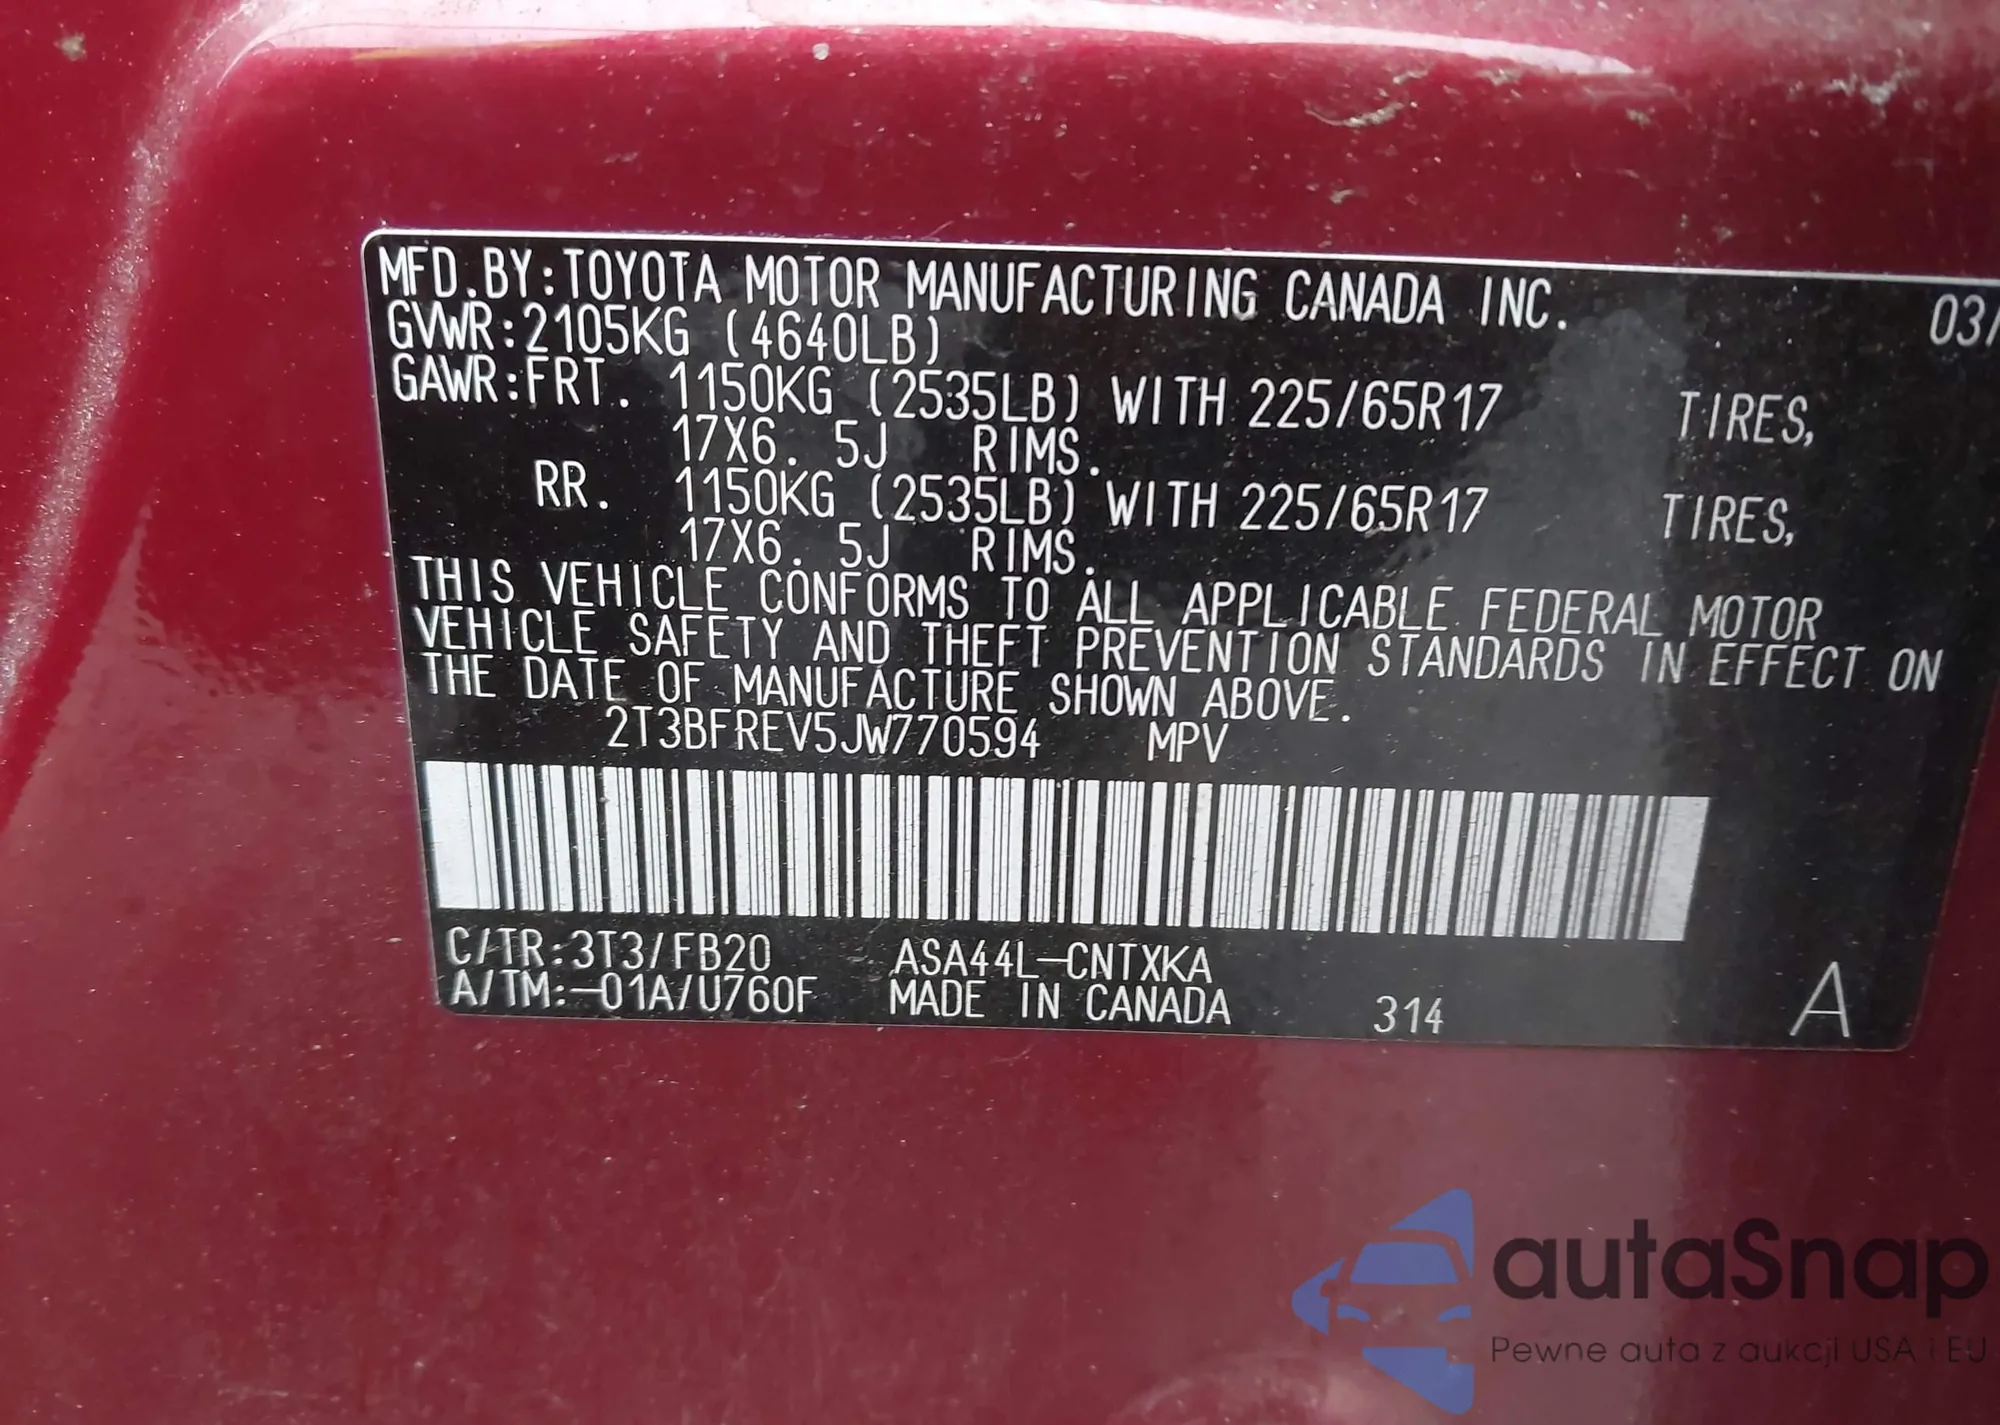 MFD.BY:TOYOTA MOTOR MANUFACTURING CANADA INC. 03/
GVWR:2105KG (4640LB)
GAWR:FRT. 1150KG (2535LB) WITH 225/65R17 TIRES,
17X6.5J RIMS.
RR. 1150KG (2535LB) WITH 225/65R17 TIRES,
17X6.5J RIMS.
THIS VEHICLE CONFORMS TO ALL APPLICABLE FEDERAL MOTOR
VEHICLE SAFETY AND THEFT PREVENTION STANDARDS IN EFFECT ON
THE DATE OF MANUFACTURE SHOWN ABOVE.
2T3BFREV5JW770594 MPV
C/TR:3T3/FB20 ASA44L-CNTXKA
A/TM:-01A/U760F MADE IN CANADA 314 A
autaSnap
Pewne auta z aukcji USA i EU